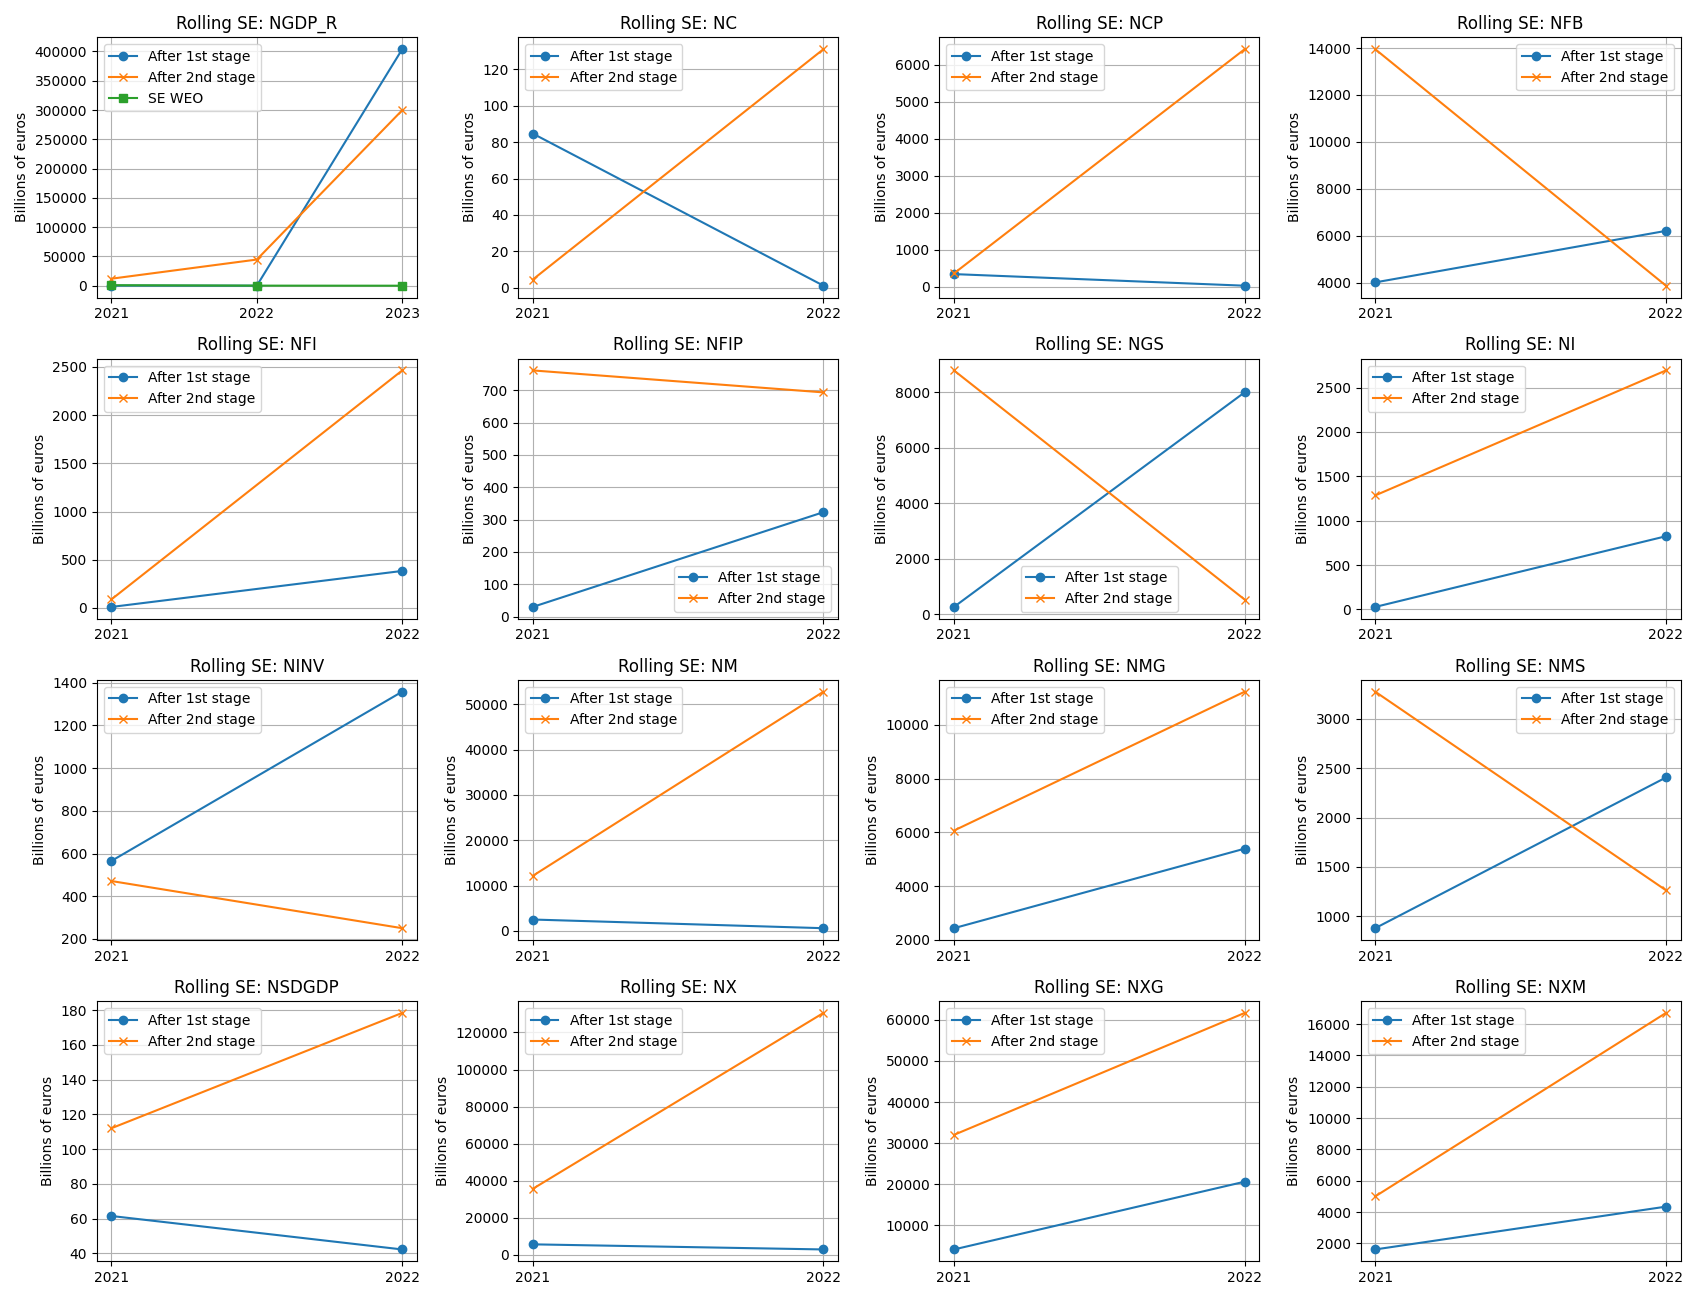 Rolling SE: NGDP_R
Billions of euros
400000
350000
300000
250000
200000
150000
100000
50000
0
After 1st stage
After 2nd stage
SE WEO
2021 2022 2023
Rolling SE: NC
Billions of euros
120
100
80
60
40
20
0
After 1st stage
After 2nd stage
2021 2022
Rolling SE: NCP
Billions of euros
6000
5000
4000
3000
2000
1000
0
After 1st stage
After 2nd stage
2021 2022
Rolling SE: NFB
Billions of euros
14000
12000
10000
8000
6000
4000
After 1st stage
After 2nd stage
2021 2022
Rolling SE: NFI
Billions of euros
2500
2000
1500
1000
500
0
After 1st stage
After 2nd stage
2021 2022
Rolling SE: NFIP
Billions of euros
700
600
500
400
300
200
100
0
After 1st stage
After 2nd stage
2021 2022
Rolling SE: NGS
Billions of euros
8000
6000
4000
2000
0
After 1st stage
After 2nd stage
2021 2022
Rolling SE: NI
Billions of euros
2500
2000
1500
1000
500
0
After 1st stage
After 2nd stage
2021 2022
Rolling SE: NINV
Billions of euros
1400
1200
1000
800
600
400
200
After 1st stage
After 2nd stage
2021 2022
Rolling SE: NM
Billions of euros
50000
40000
30000
20000
10000
0
After 1st stage
After 2nd stage
2021 2022
Rolling SE: NMG
Billions of euros
10000
8000
6000
4000
2000
After 1st stage
After 2nd stage
2021 2022
Rolling SE: NMS
Billions of euros
3000
2500
2000
1500
1000
After 1st stage
After 2nd stage
2021 2022
Rolling SE: NSDGDP
Billions of euros
180
160
140
120
100
80
60
40
After 1st stage
After 2nd stage
2021 2022
Rolling SE: NX
Billions of euros
120000
100000
80000
60000
40000
20000
0
After 1st stage
After 2nd stage
2021 2022
Rolling SE: NXG
Billions of euros
60000
50000
40000
30000
20000
10000
After 1st stage
After 2nd stage
2021 2022
Rolling SE: NXM
Billions of euros
16000
14000
12000
10000
8000
6000
4000
2000
After 1st stage
After 2nd stage
2021 2022